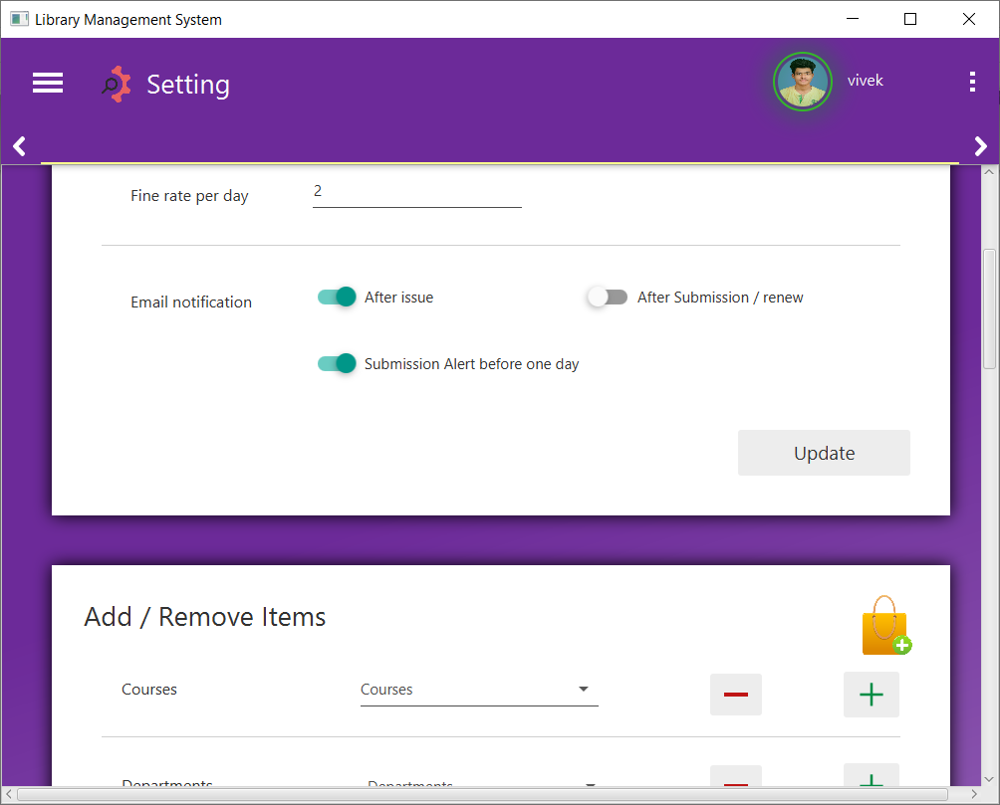 Library Management System
Setting
vivek
Fine rate per day
2
Email notification
After issue
After Submission / renew
Submission Alert before one day
Update
Add / Remove Items
Courses
Courses
Departments
Departments